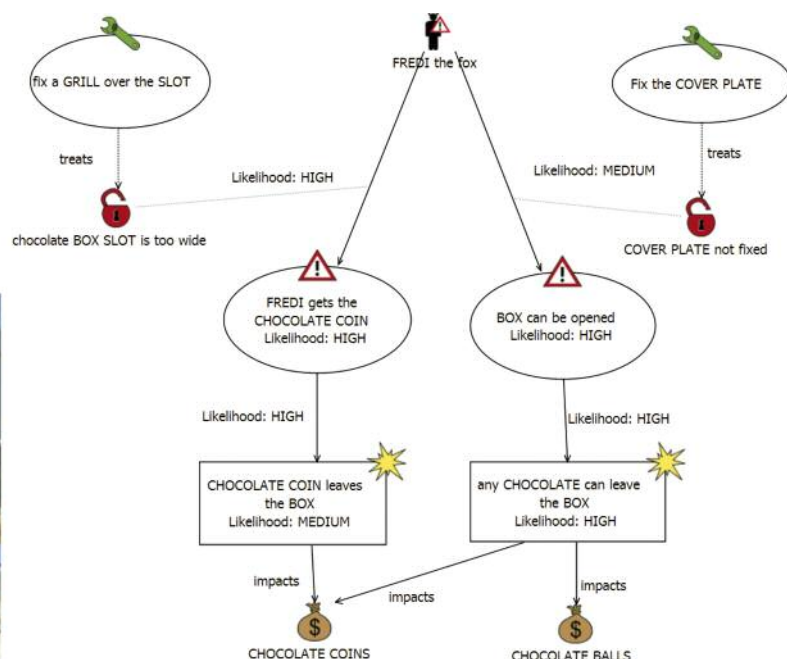 FREDI the fox
fix a GRILL over the SLOT
Fix the COVER PLATE
treats
treats
Likelihood: HIGH
Likelihood: MEDIUM
chocolate BOX SLOT is too wide
COVER PLATE not fixed
FREDI gets the
CHOCOLATE COIN
Likelihood: HIGH
BOX can be opened
Likelihood: HIGH
Likelihood: HIGH
Likelihood: HIGH
CHOCOLATE COIN leaves
the BOX
Likelihood: MEDIUM
any CHOCOLATE can leave
the BOX
Likelihood: HIGH
impacts
impacts
impacts
$
$
CHOCOLATE COINS
CHOCOLATE BALLS